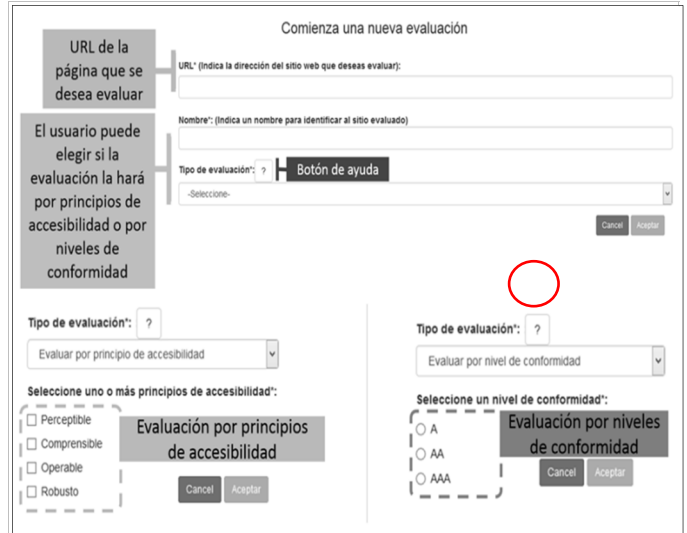 Comienza una nueva evaluación
URL de la
página que se
desea evaluar
URL* (Indica la dirección del sitio web que deseas evaluar):
Nombre*: (Indica un nombre para identificar al sitio evaluado)
El usuario puede
elegir si la
evaluación la hará
por principios de
accesibilidad o por
niveles de
conformidad
Tipo de evaluación*: ?
Botón de ayuda
-Seleccione-
Cancel Aceptar
Tipo de evaluación*: ?
Evaluar por principio de accesibilidad
Seleccione uno o más principios de accesibilidad*:
Perceptible
Comprensible
Operable
Robusto
Evaluación por principios
de accesibilidad
Cancel Aceptar
Tipo de evaluación*: ?
Evaluar por nivel de conformidad
Seleccione un nivel de conformidad*:
A
AA
AAA
Evaluación por niveles
de conformidad
Cancel Aceptar